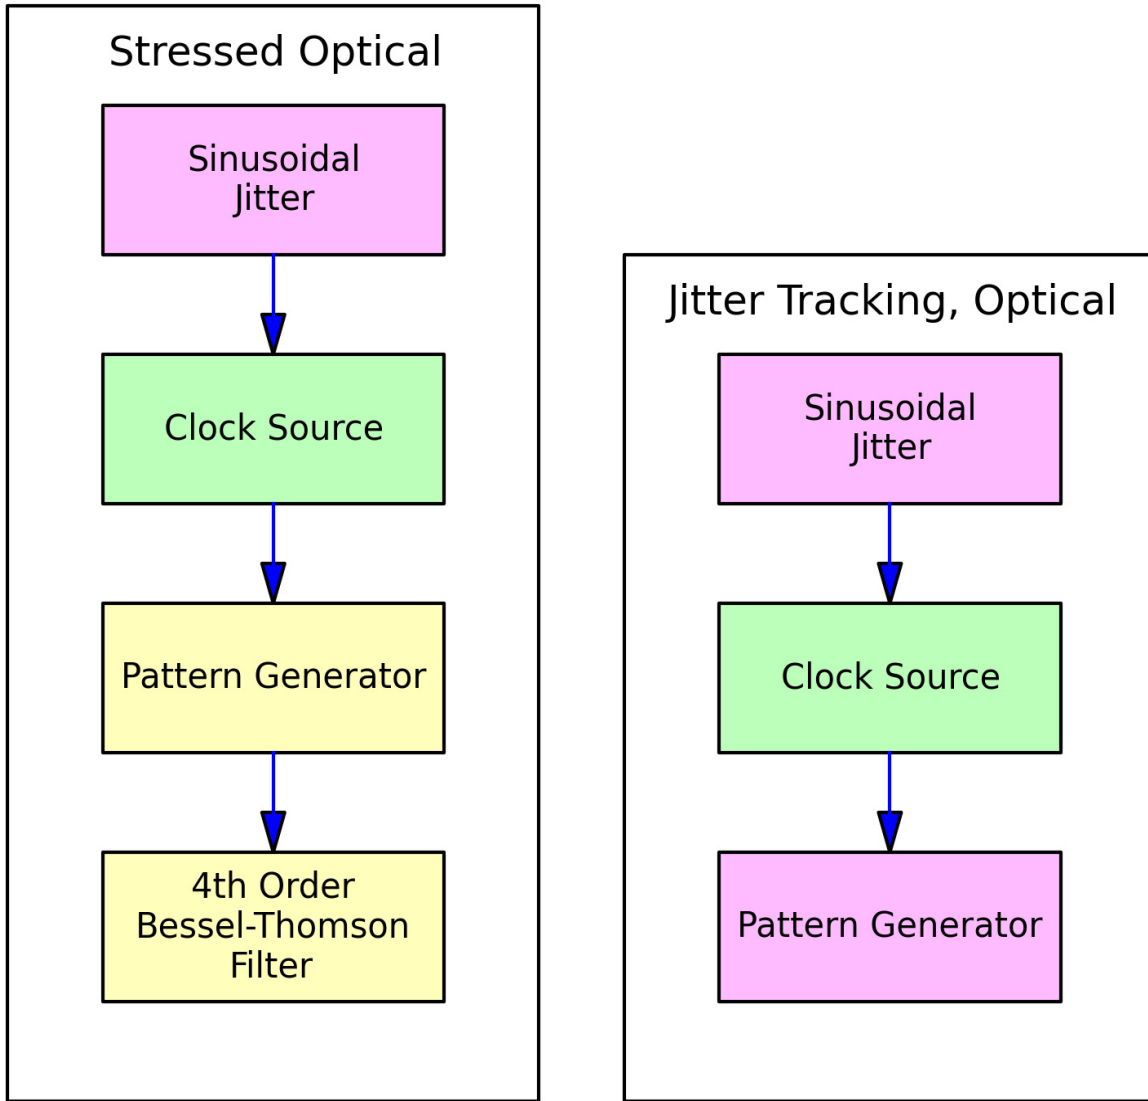 Stressed Optical
Sinusoidal
Jitter
Clock Source
Pattern Generator
4th Order
Bessel-Thomson
Filter
Jitter Tracking, Optical
Sinusoidal
Jitter
Clock Source
Pattern Generator